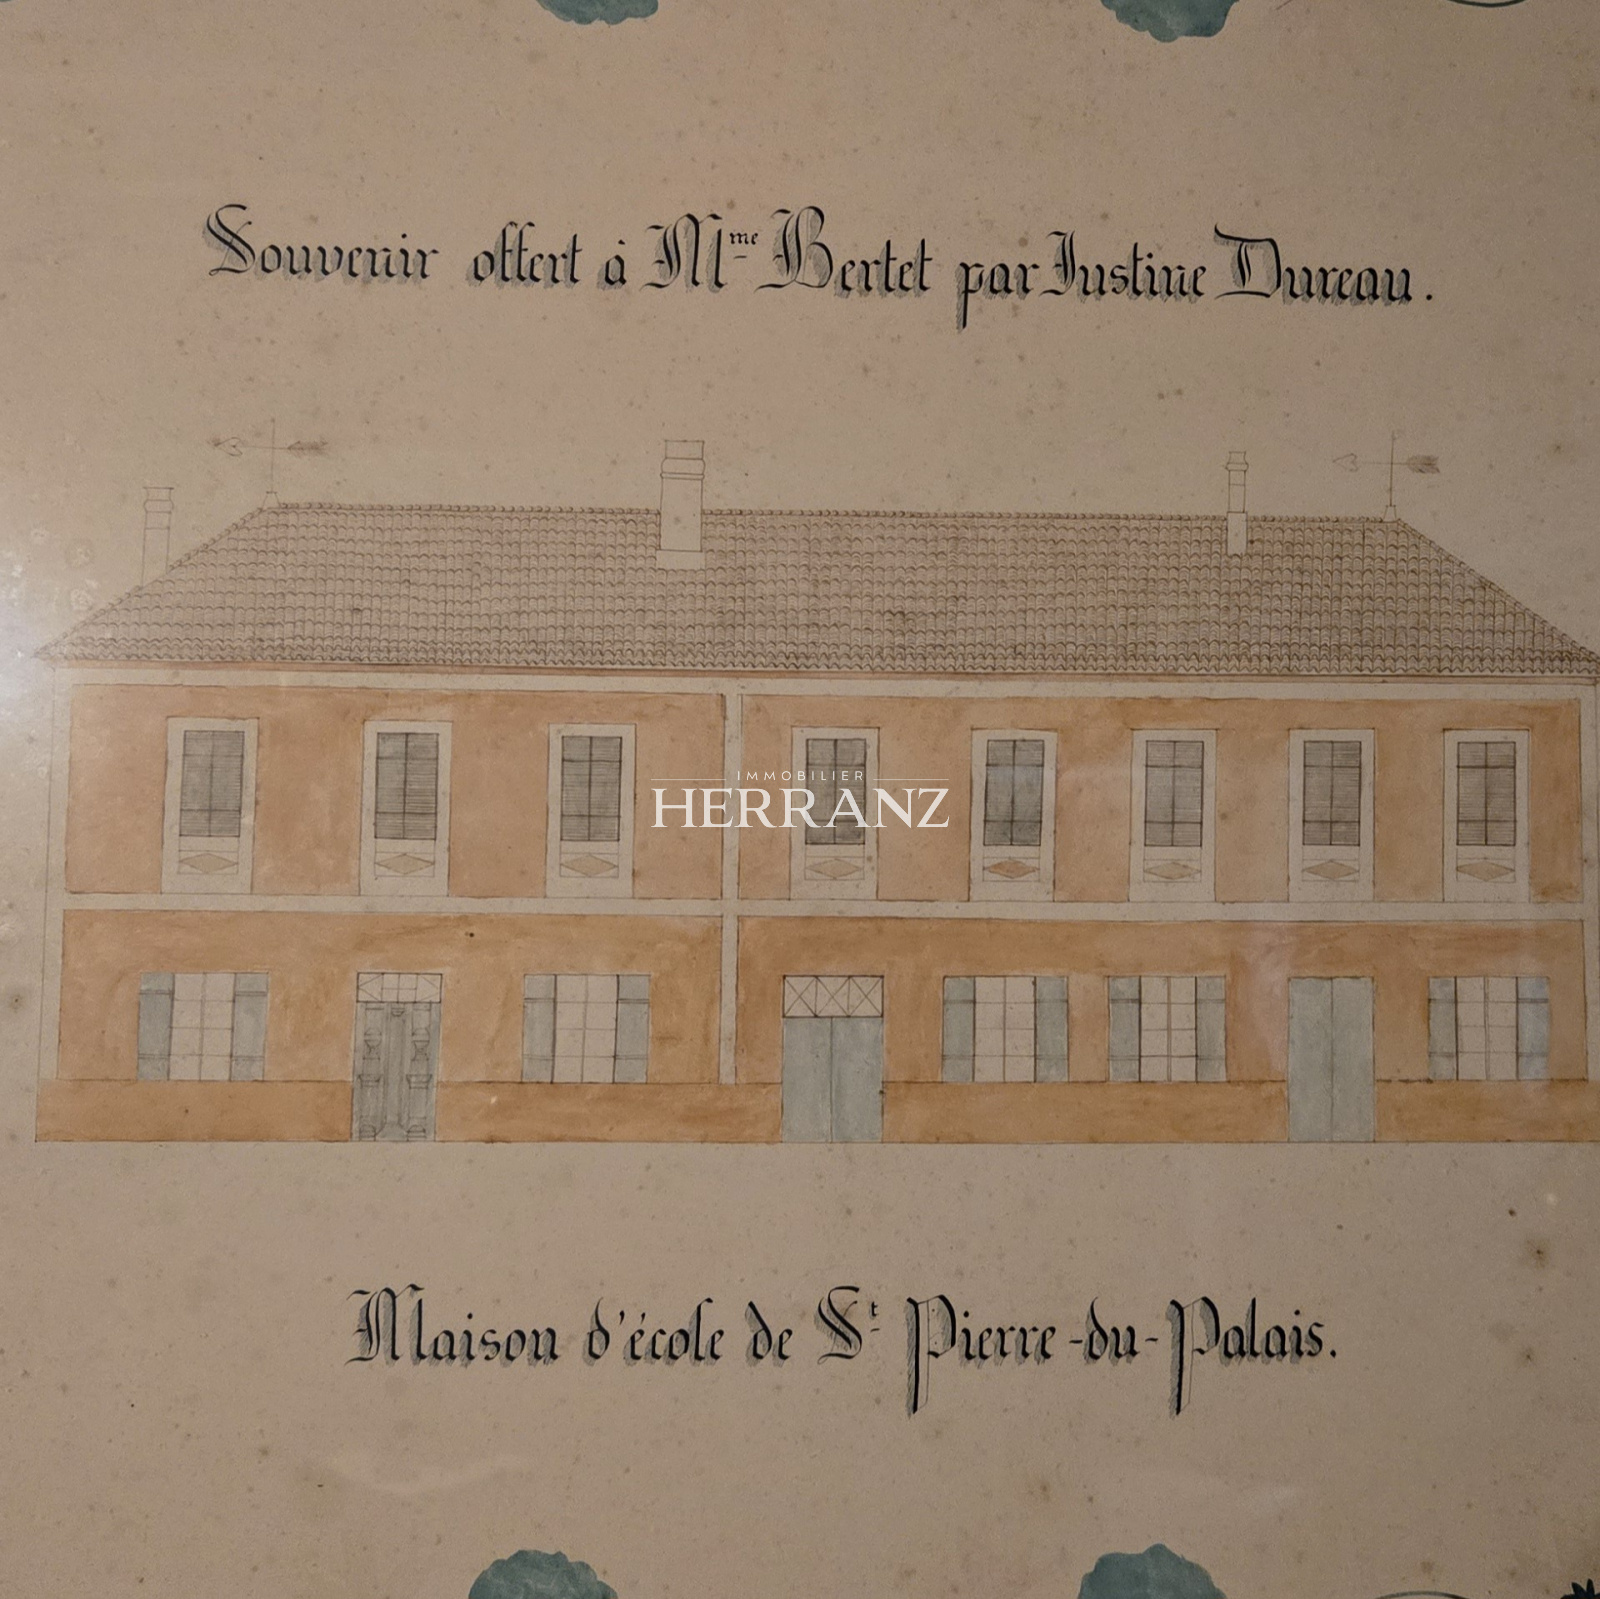 Souvenir offert à Mme Bertet par Justine Dureau.
IMMOBILIER
HERRANZ
Maison d'école de St Pierre-du-Palais.